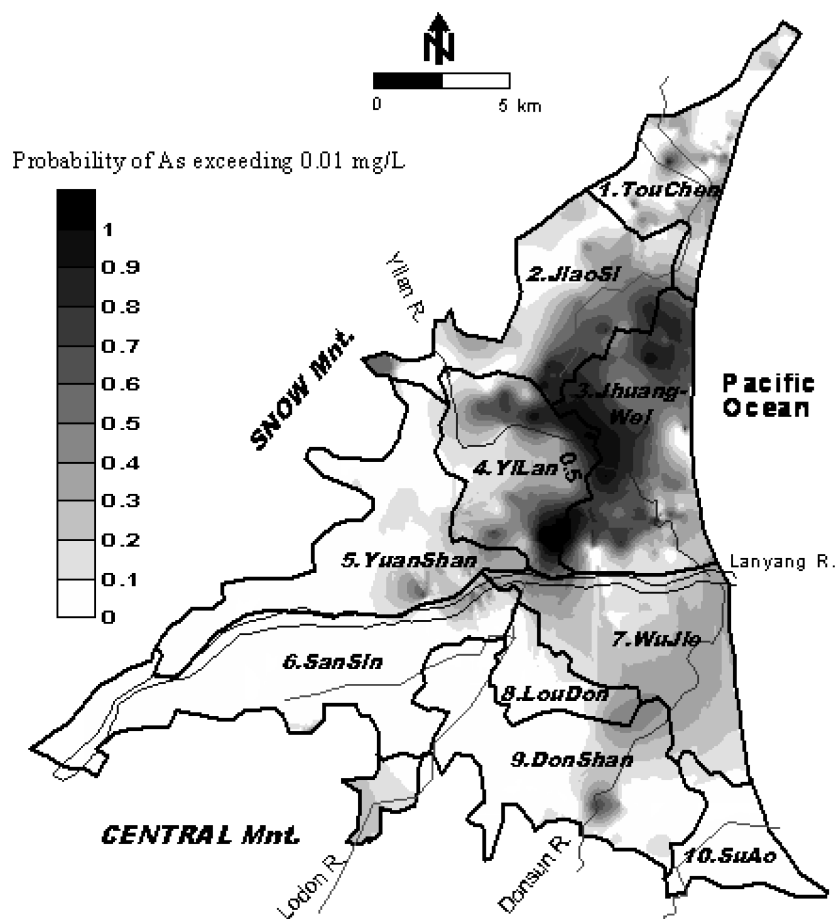 N
0 5 km
Probability of As exceeding 0.01 mg/L
1
0.9
0.8
0.7
0.6
0.5
0.4
0.3
0.2
0.1
0
1.TouChen
2.JiaoSi
Yilan R.
SNOW Mnt.
3.Jhuang-
Wei
Pacific
Ocean
4.YiLan
0.5
5.YuanShan
Lanyang R.
6.SanSin
7.WuJie
8.LouDon
9.DonShan
CENTRAL Mnt.
10.SuAo
Lodon R.
Donsun R.